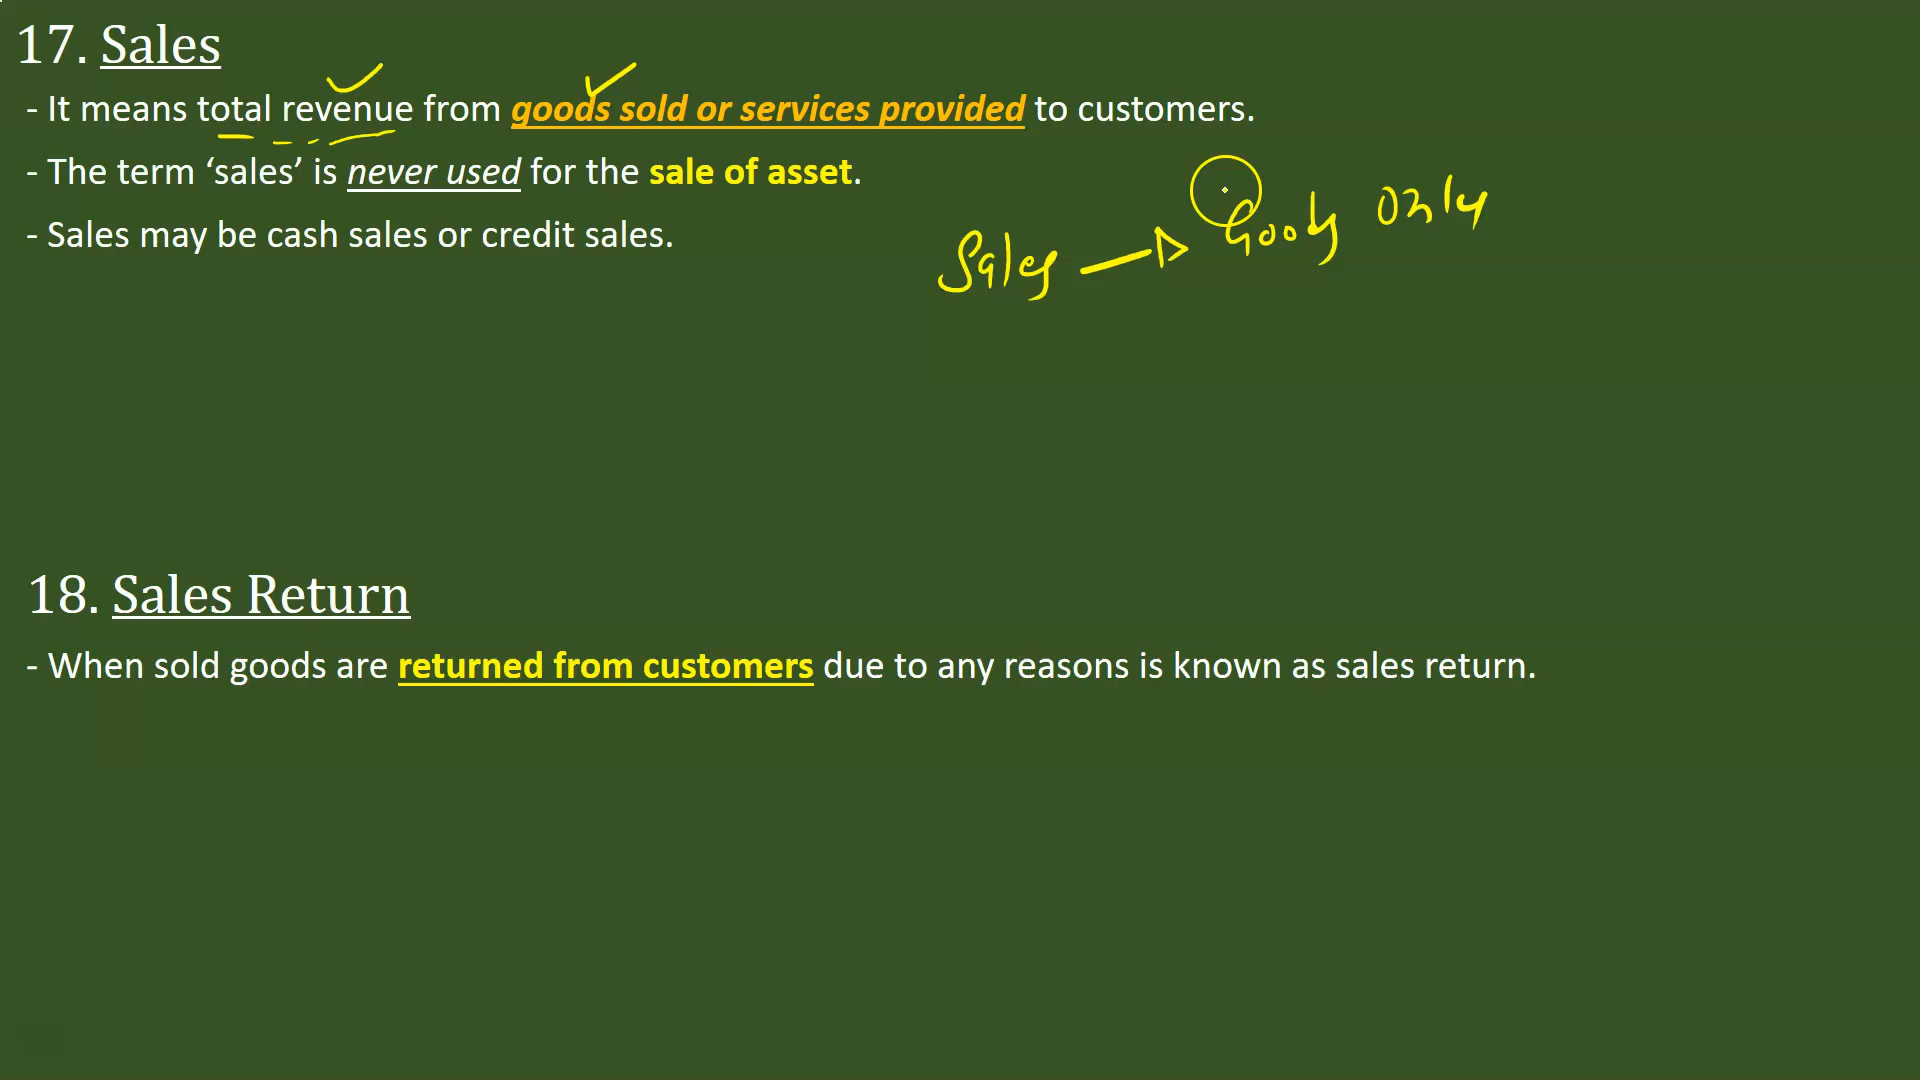 17. Sales
- It means total revenue from goods sold or services provided to customers.
- The term ‘sales’ is never used for the sale of asset.
- Sales may be cash sales or credit sales.
Sales → Goods only
18. Sales Return
- When sold goods are returned from customers due to any reasons is known as sales return.